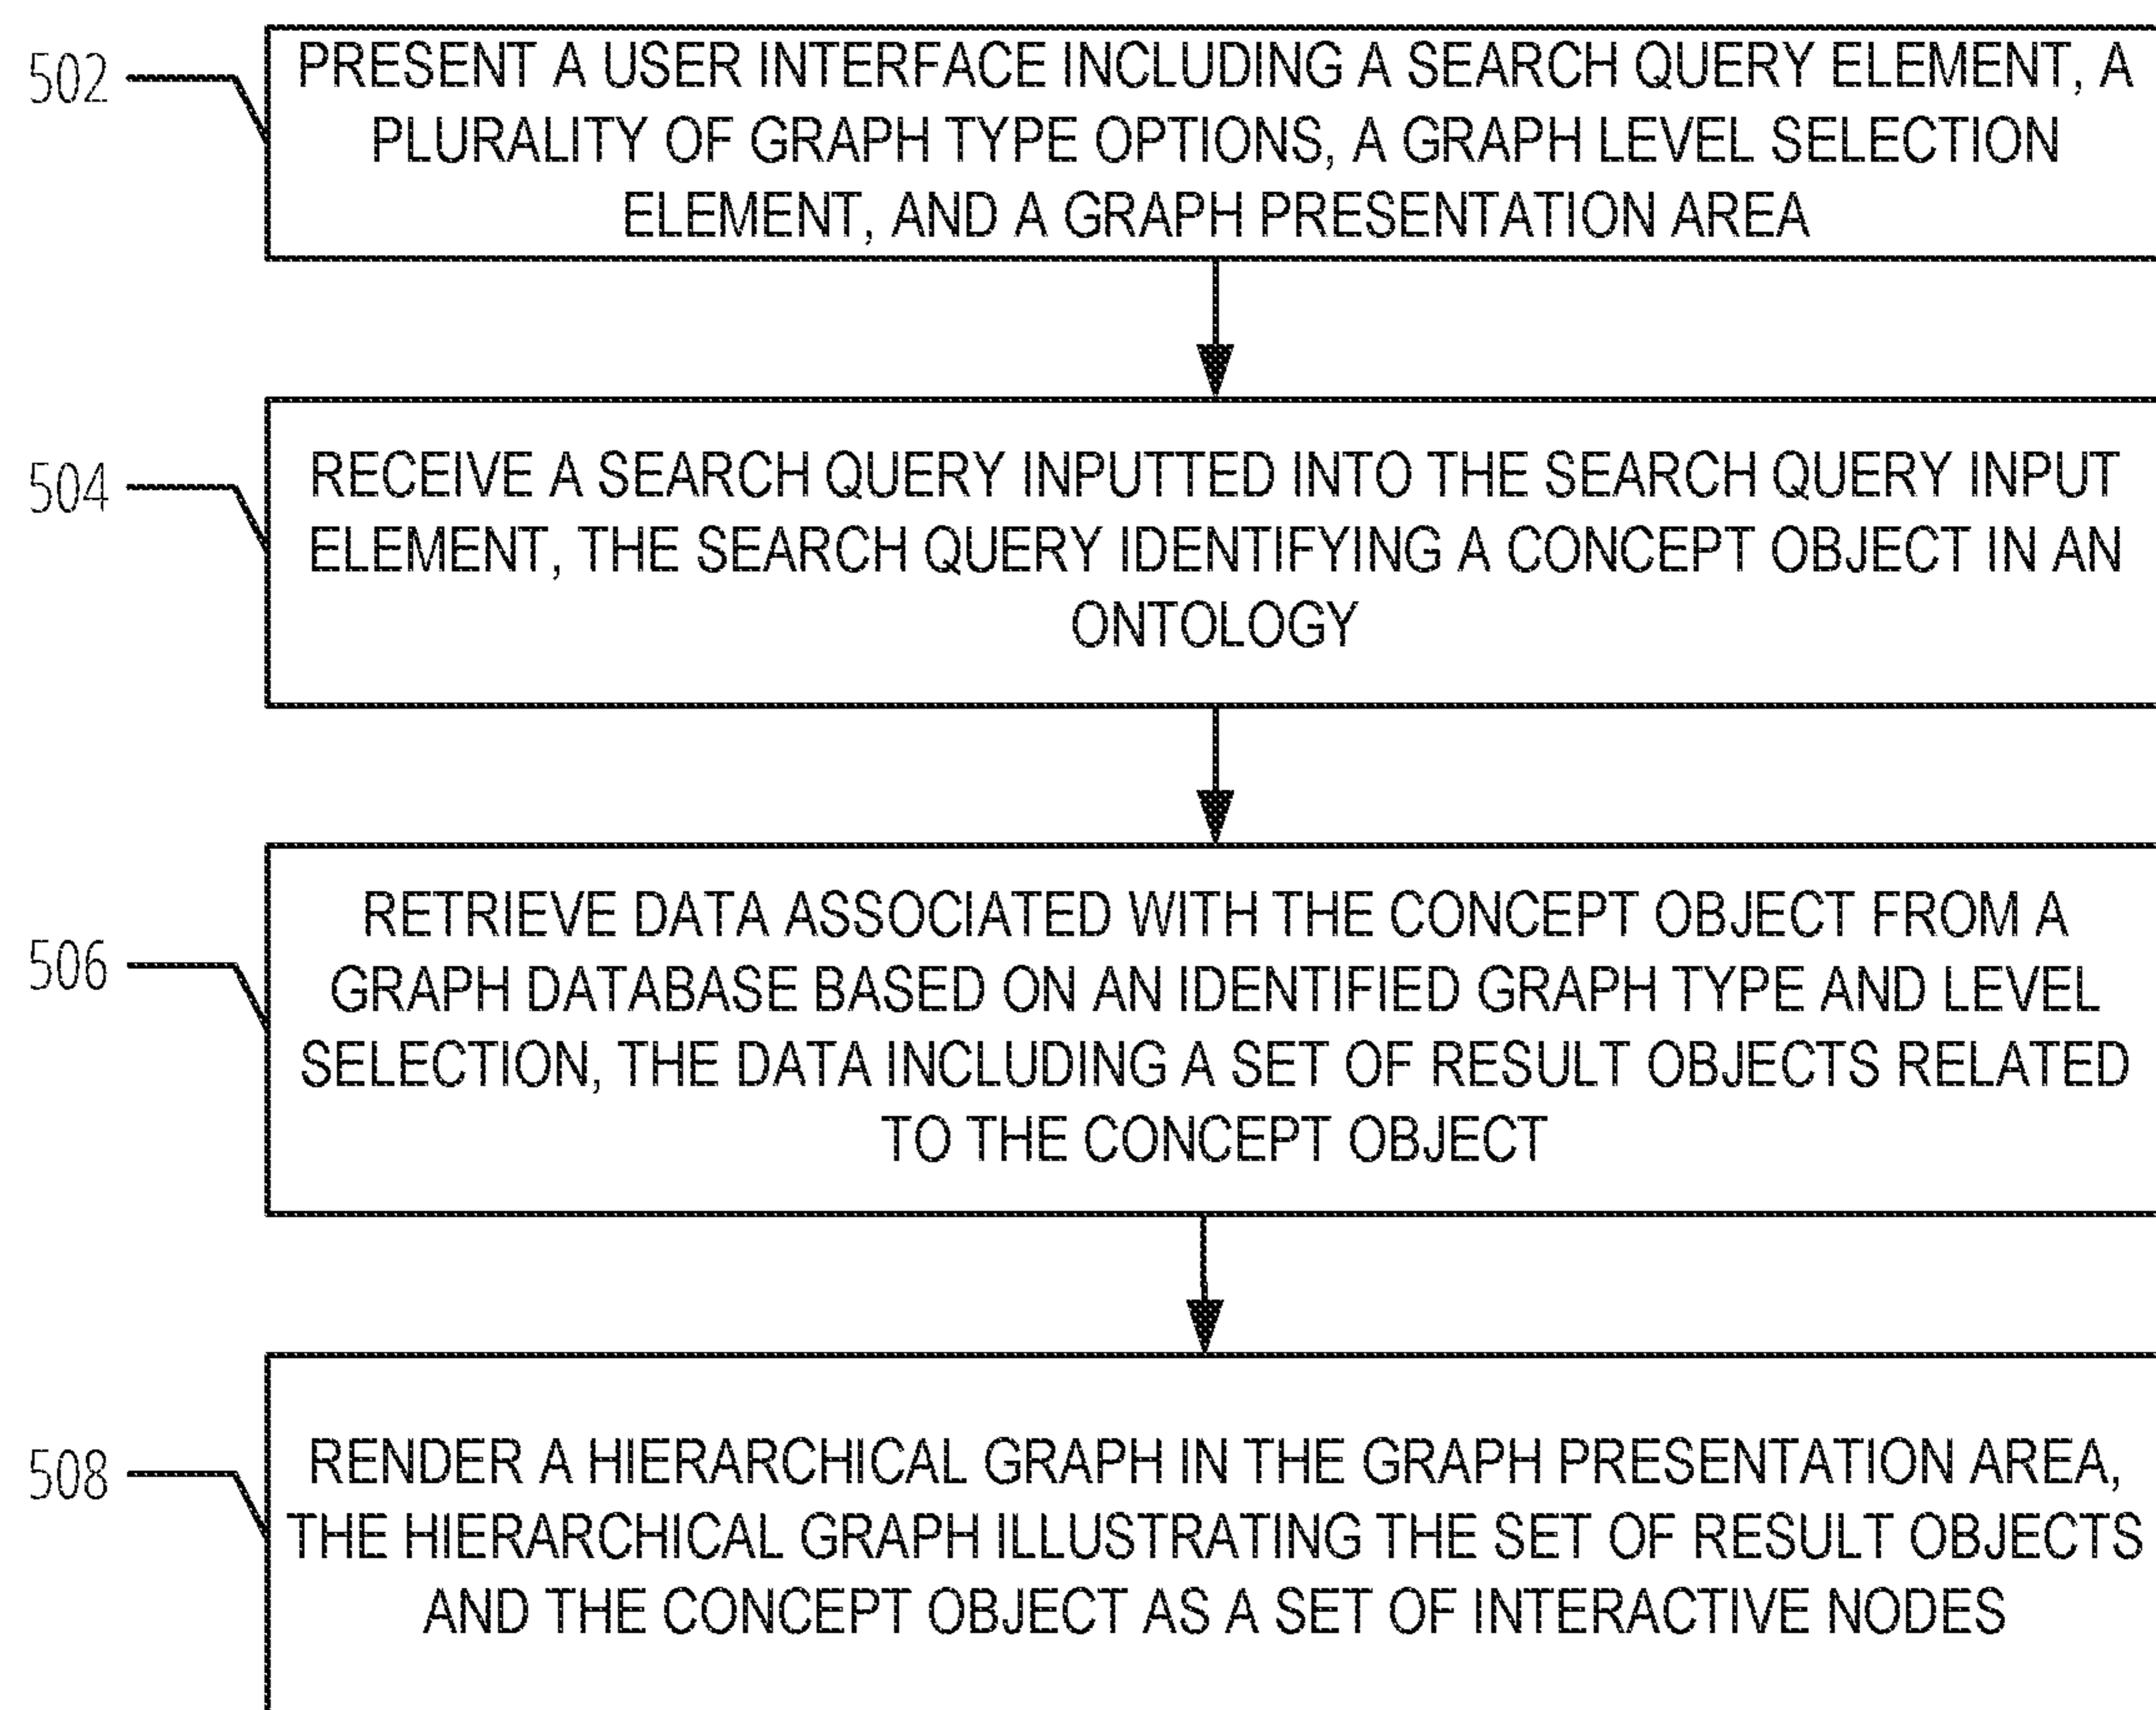 502
PRESENT A USER INTERFACE INCLUDING A SEARCH QUERY ELEMENT, A
PLURALITY OF GRAPH TYPE OPTIONS, A GRAPH LEVEL SELECTION
ELEMENT, AND A GRAPH PRESENTATION AREA
504
RECEIVE A SEARCH QUERY INPUTTED INTO THE SEARCH QUERY INPUT
ELEMENT, THE SEARCH QUERY IDENTIFYING A CONCEPT OBJECT IN AN
ONTOLOGY
506
RETRIEVE DATA ASSOCIATED WITH THE CONCEPT OBJECT FROM A
GRAPH DATABASE BASED ON AN IDENTIFIED GRAPH TYPE AND LEVEL
SELECTION, THE DATA INCLUDING A SET OF RESULT OBJECTS RELATED
TO THE CONCEPT OBJECT
508
RENDER A HIERARCHICAL GRAPH IN THE GRAPH PRESENTATION AREA,
THE HIERARCHICAL GRAPH ILLUSTRATING THE SET OF RESULT OBJECTS
AND THE CONCEPT OBJECT AS A SET OF INTERACTIVE NODES